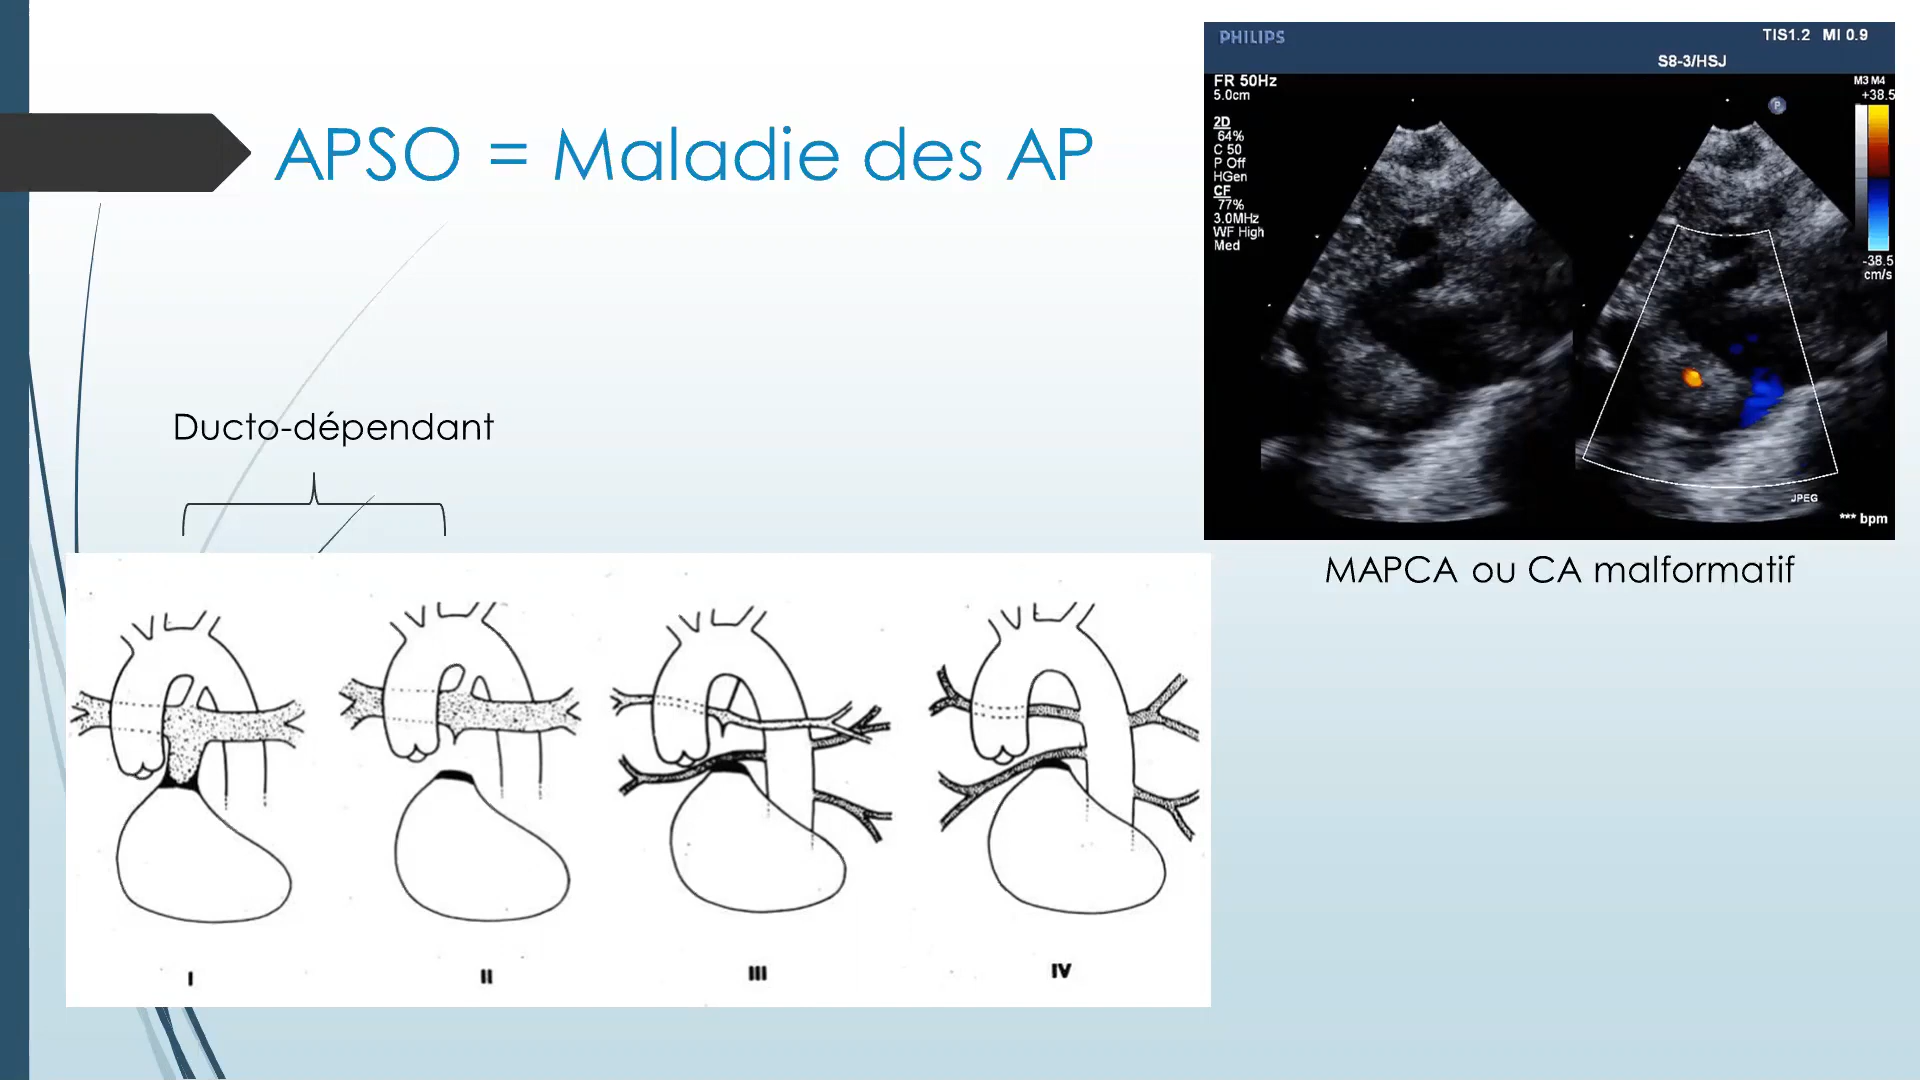 APSO = Maladie des AP
Ducto-dépendant
I
II
III
IV
PHILIPS
TIS1.2 MI 0.9
S8-3/HSJ
FR 50Hz
5.0cm
2D
64%
C 50
P Off
HGen
CF
77%
3.0MHz
WF High
Med
P
M3 M4
+38.5
-38.5
cm/s
JPEG
*** bpm
MAPCA ou CA malformatif